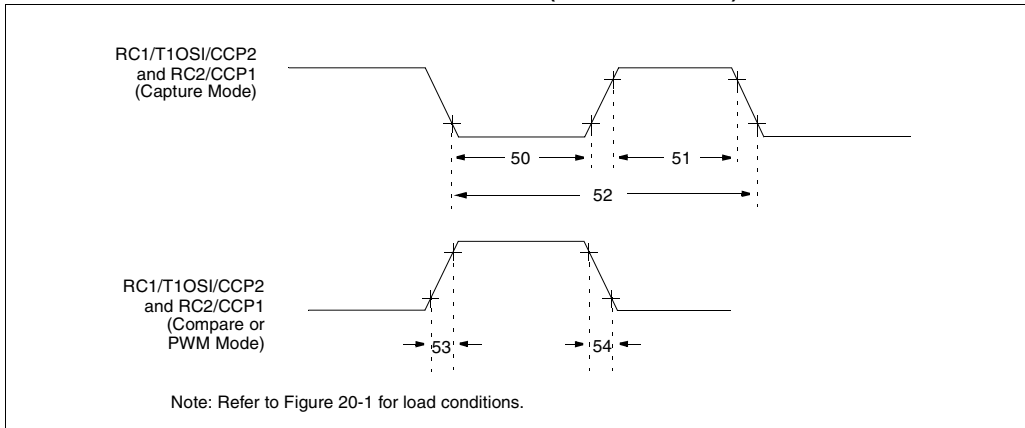 RC1/T1OSI/CCP2
and RC2/CCP1
(Capture Mode)
50
51
52
RC1/T1OSI/CCP2
and RC2/CCP1
(Compare or
PWM Mode)
53
54
Note: Refer to Figure 20-1 for load conditions.